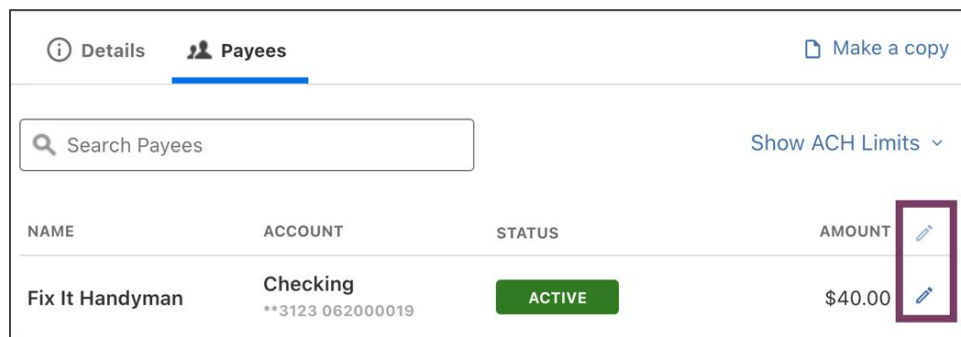 Details Payees Make a copy
Search Payees Show ACH Limits
NAME ACCOUNT STATUS AMOUNT
Fix It Handyman Checking ACTIVE $40.00
**3123 062000019